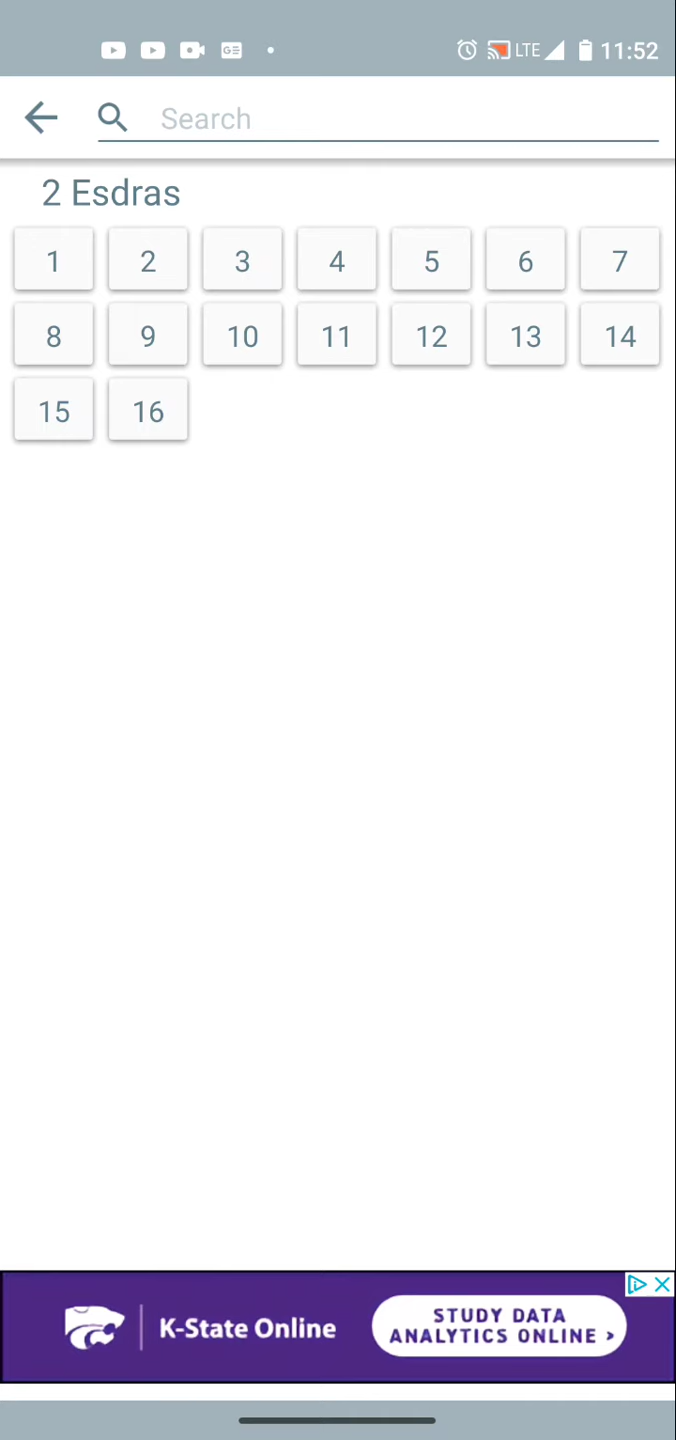 LTE 11:52
Search
2 Esdras
1 2 3 4 5 6 7
8 9 10 11 12 13 14
15 16
K-State Online
STUDY DATA
ANALYTICS ONLINE ›